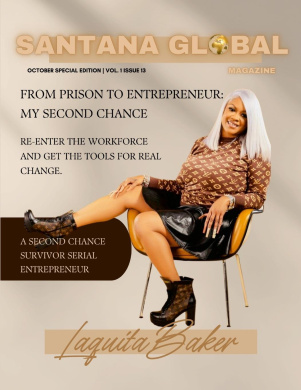 SANTANA GLOBAL
OCTOBER SPECIAL EDITION | VOL. 1 ISSUE 13
MAGAZINE
FROM PRISON TO ENTREPRENEUR:
MY SECOND CHANCE
RE-ENTER THE WORKFORCE
AND GET THE TOOLS FOR REAL
CHANGE.
A SECOND CHANCE
SURVIVOR SERIAL
ENTREPRENEUR
Laquita Baker